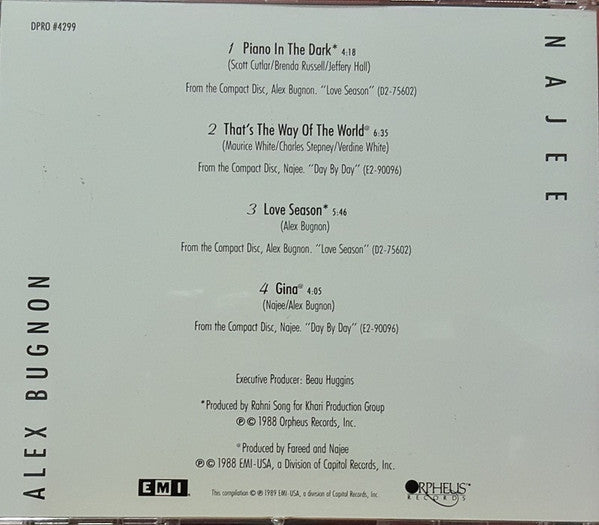 DPRO #4299
1 Piano In The Dark* 4:18
(Scott Cutlar/Brenda Russell/Jeffery Hall)
From the Compact Disc, Alex Bugnon. "Love Season" (D2-75602)
2 That's The Way Of The World® 6:35
(Maurice White/Charles Stepney/Verdine White)
From the Compact Disc, Najee. "Day By Day" (E2-90096)
3 Love Season* 5:46
(Alex Bugnon)
From the Compact Disc, Alex Bugnon. "Love Season" (D2-75602)
4 Gina® 4:05
(Najee/Alex Bugnon)
From the Compact Disc, Najee. "Day By Day" (E2-90096)
NAJEE
ALEX BUGNON
Executive Producer: Beau Huggins
*Produced by Rahni Song for Khari Production Group
℗ © 1988 Orpheus Records, Inc.
®Produced by Fareed and Najee
℗ © 1988 EMI-USA, a Division of Capitol Records, Inc.
EMI
This compilation © ℗ 1989 EMI-USA, a division of Capitol Records, Inc.
ORPHEUS
RECORDS